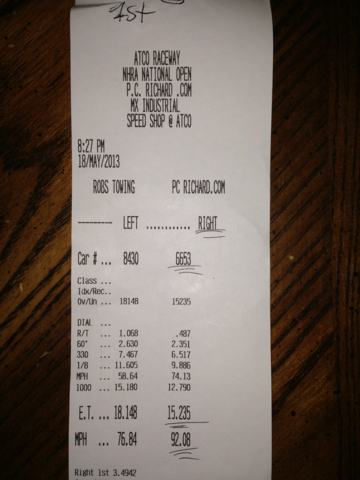 1st
ATCO RACEWAY
NHRA NATIONAL OPEN
P.C. RICHARD .COM
MX INDUSTRIAL
SPEED SHOP @ ATCO
8:27 PM
18/MAY/2013
ROBS TOWING PC RICHARD.COM
--------- LEFT ............ RIGHT
Car # ... 8430 6653
Class ...
Idx/Rec..
Ov/Un ... 18148 15235
DIAL ...
R/T ... 1.068 .487
60' ... 2.630 2.351
330 ... 7.467 6.517
1/8 ... 11.605 9.886
MPH ... 58.64 74.13
1000 ... 15.180 12.790
E.T. ... 18.148 15.235
MPH ... 76.84 92.08
Right 1st 3.4942